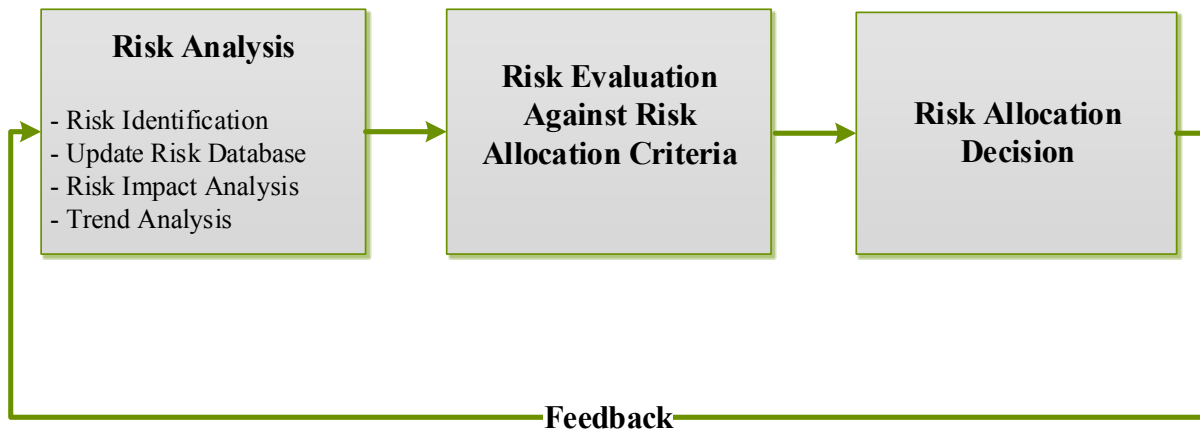 Risk Analysis
- Risk Identification
- Update Risk Database
- Risk Impact Analysis
- Trend Analysis
Risk Evaluation
Against Risk
Allocation Criteria
Risk Allocation
Decision
Feedback